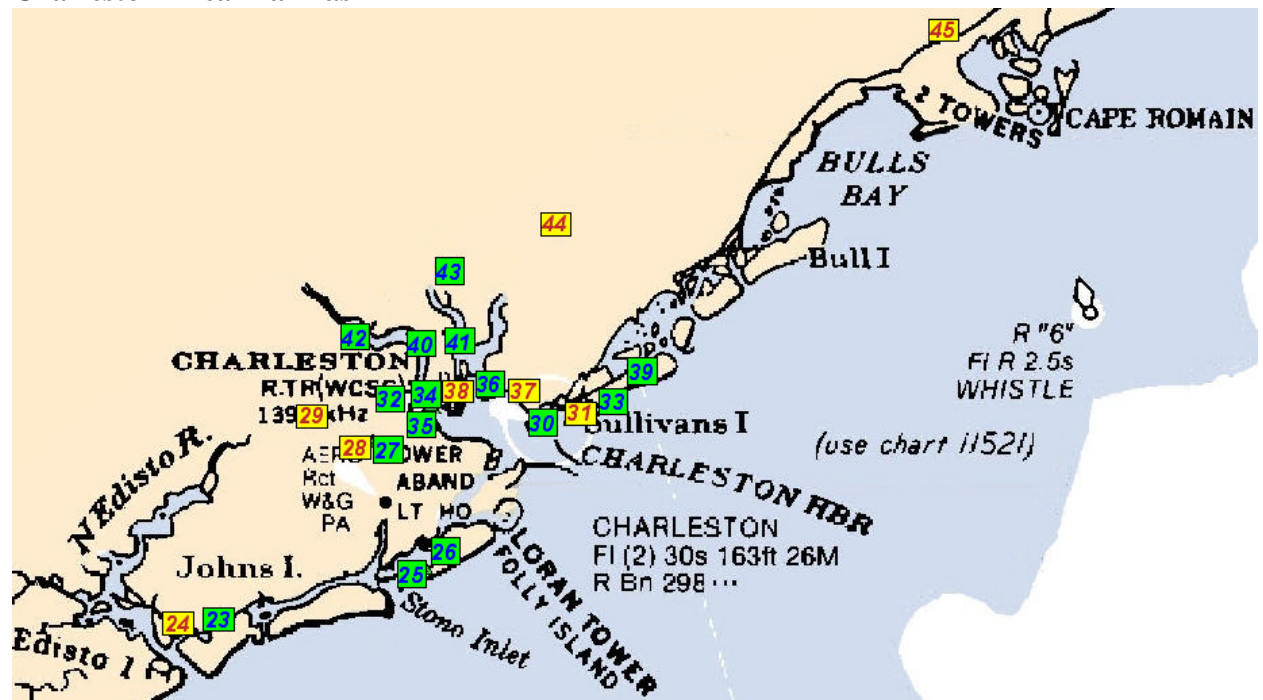 45
2 TOWERS
CAPE ROMAIN
BULLS
BAY
44
Bull I
43
R "6"
Fl R 2.5s
WHISTLE
42
40
41
CHARLESTON
R.TR(WCSC)
139 kHz
29
32
34
38
36
37
39
33
31
30
Sullivans I
35
(use chart 11521)
28
27
AERO
Rct
W&G
PA
OWER
ABAND
LT HO
CHARLESTON HBR
N Edisto R.
CHARLESTON
Fl (2) 30s 163ft 26M
R Bn 298
26
25
Johns I.
LORAN TOWER
FOLLY ISLAND
Stono Inlet
24
23
Edisto I